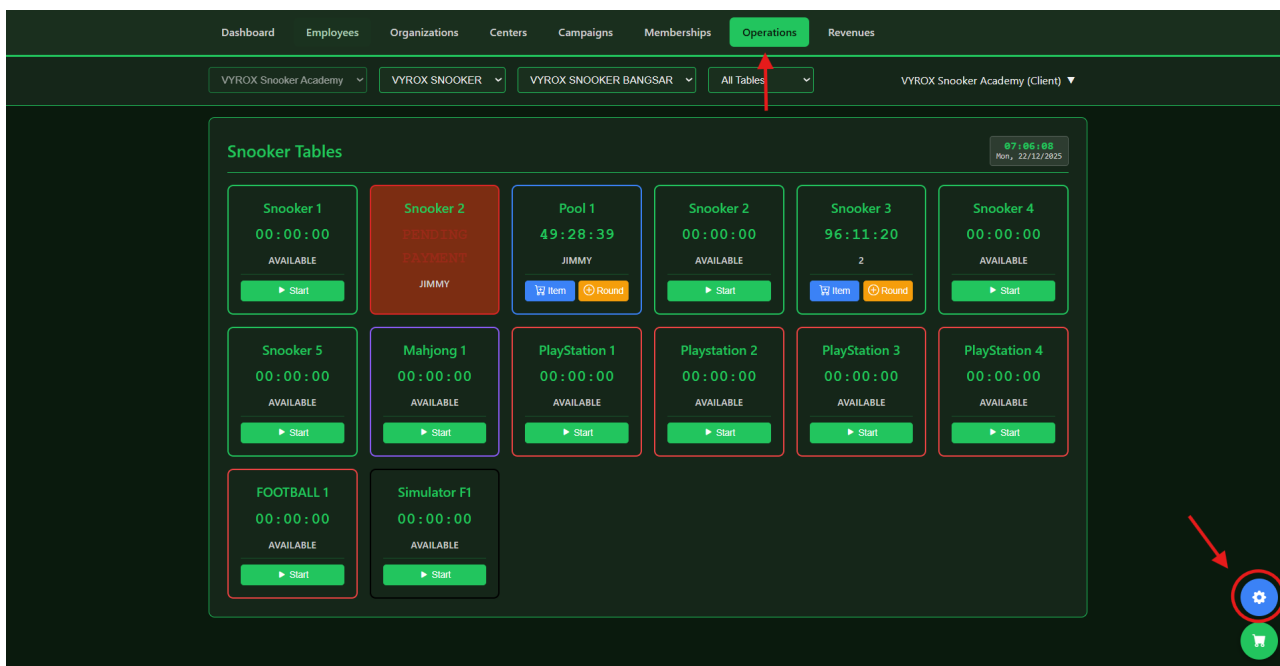 Dashboard Employees Organizations Centers Campaigns Memberships Operations Revenues
VYROX Snooker Academy VYROX SNOOKER VYROX SNOOKER BANGSAR All Tables VYROX Snooker Academy (Client) ▼
Snooker Tables
07:06:08
Mon, 22/12/2025
Snooker 1
00:00:00
AVAILABLE
Start
Snooker 2
PENDING
PAYMENT
JIMMY
Pool 1
49:28:39
JIMMY
Item Round
Snooker 2
00:00:00
AVAILABLE
Start
Snooker 3
96:11:20
2
Item Round
Snooker 4
00:00:00
AVAILABLE
Start
Snooker 5
00:00:00
AVAILABLE
Start
Mahjong 1
00:00:00
AVAILABLE
Start
PlayStation 1
00:00:00
AVAILABLE
Start
Playstation 2
00:00:00
AVAILABLE
Start
PlayStation 3
00:00:00
AVAILABLE
Start
PlayStation 4
00:00:00
AVAILABLE
Start
FOOTBALL 1
00:00:00
AVAILABLE
Start
Simulator F1
00:00:00
AVAILABLE
Start